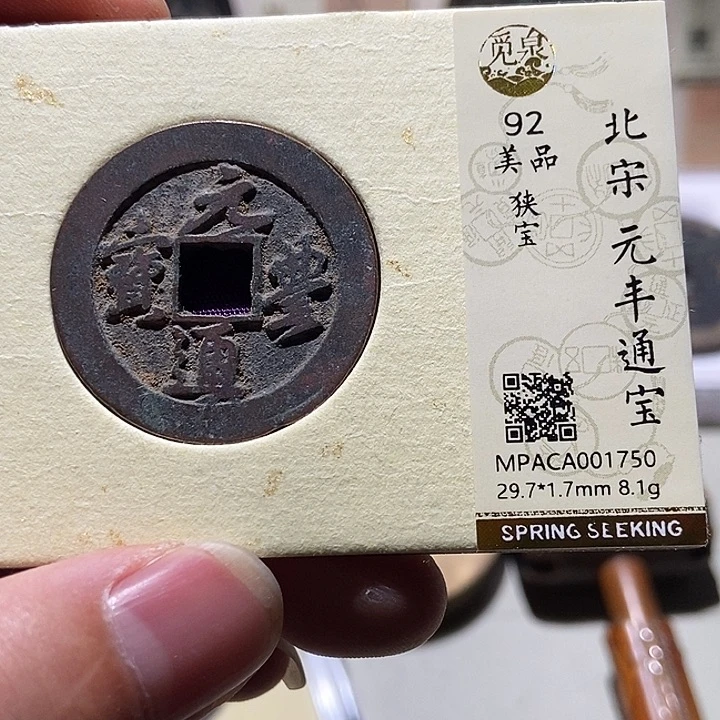 元豐通寶
觅泉
92
美品
狭宝
北宋 元丰通宝
MPACA001750
29.7*1.7mm 8.1g
SPRING SEEKING